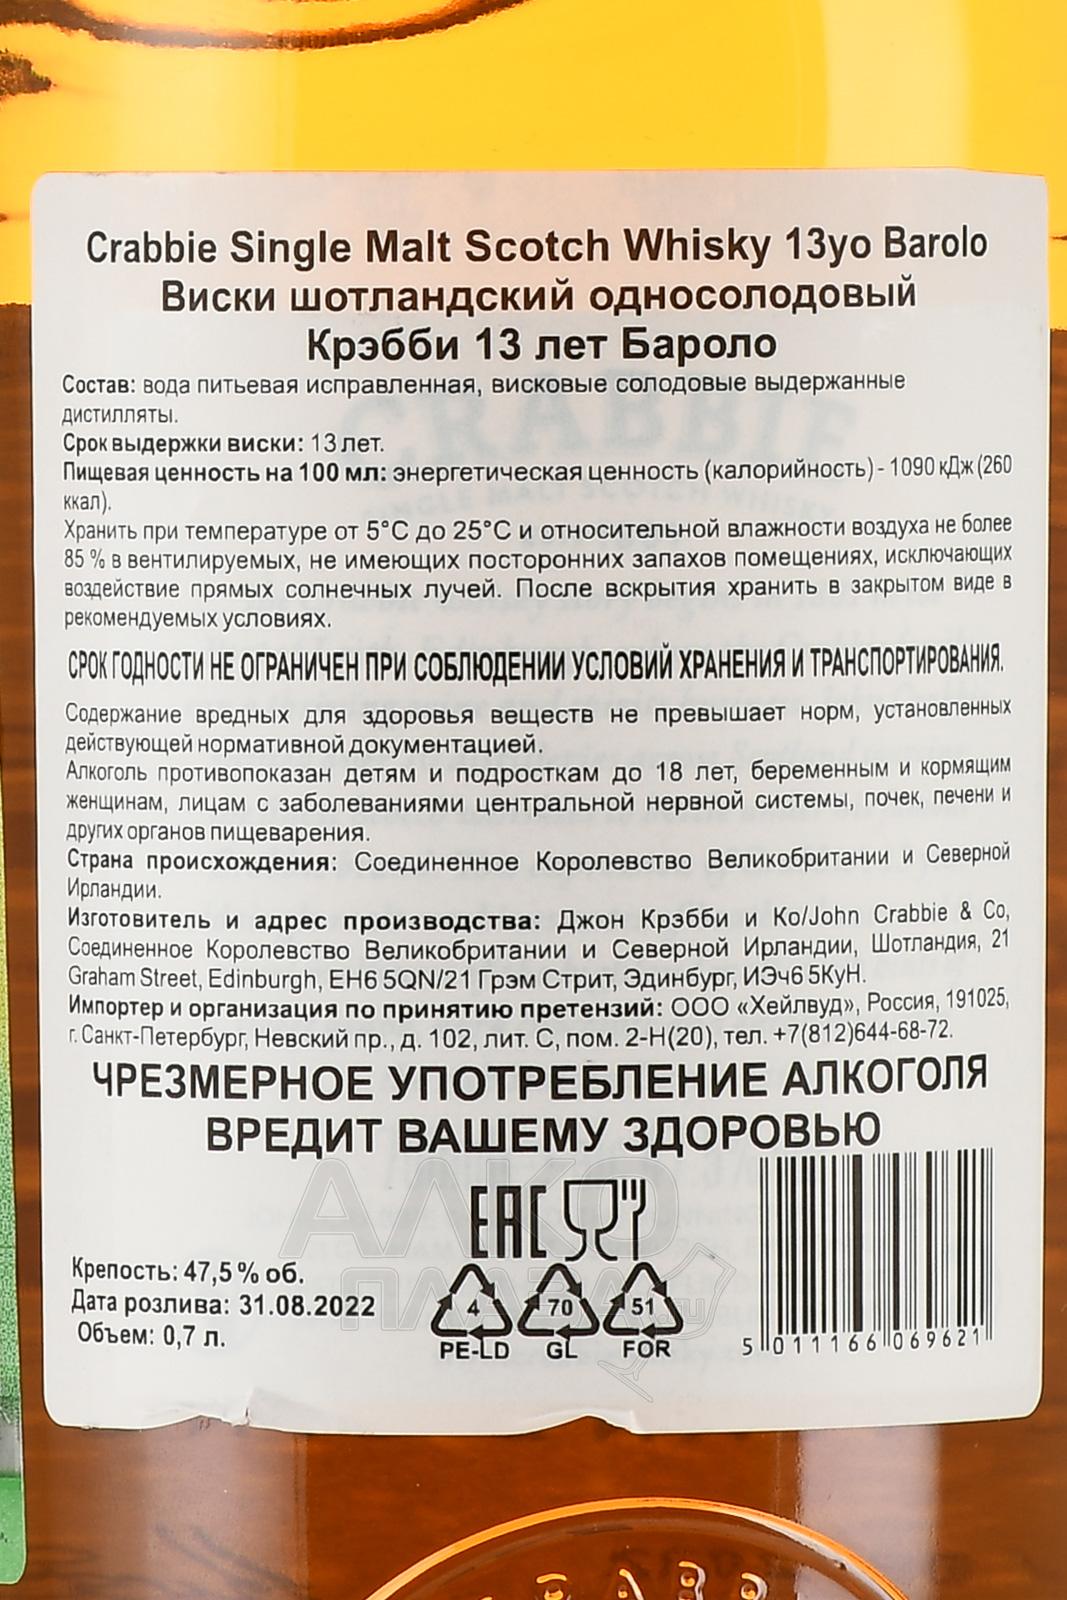 Crabbie Single Malt Scotch Whisky 13yo Barolo
Виски шотландский односолодовый
Крэбби 13 лет Бароло
Состав: вода питьевая исправленная, висковые солодовые выдержанные
дистилляты.
Срок выдержки виски: 13 лет.
Пищевая ценность на 100 мл: энергетическая ценность (калорийность) - 1090 кДж (260
ккал).
Хранить при температуре от 5°С до 25°С и относительной влажности воздуха не более
85 % в вентилируемых, не имеющих посторонних запахов помещениях, исключающих
воздействие прямых солнечных лучей. После вскрытия хранить в закрытом виде в
рекомендуемых условиях.
СРОК ГОДНОСТИ НЕ ОГРАНИЧЕН ПРИ СОБЛЮДЕНИИ УСЛОВИЙ ХРАНЕНИЯ И ТРАНСПОРТИРОВАНИЯ.
Содержание вредных для здоровья веществ не превышает норм, установленных
действующей нормативной документацией.
Алкоголь противопоказан детям и подросткам до 18 лет, беременным и кормящим
женщинам, лицам с заболеваниями центральной нервной системы, почек, печени и
других органов пищеварения.
Страна происхождения: Соединенное Королевство Великобритании и Северной
Ирландии.
Изготовитель и адрес производства: Джон Крэбби и Ко/John Crabbie & Co,
Соединенное Королевство Великобритании и Северной Ирландии, Шотландия, 21
Graham Street, Edinburgh, EH6 5QN/21 Грэм Стрит, Эдинбург, ИЭч6 5КуН.
Импортер и организация по принятию претензий: ООО «Хейлвуд», Россия, 191025,
г. Санкт-Петербург, Невский пр., д. 102, лит. С, пом. 2-Н(20), тел. +7(812)644-68-72.
ЧРЕЗМЕРНОЕ УПОТРЕБЛЕНИЕ АЛКОГОЛЯ
ВРЕДИТ ВАШЕМУ ЗДОРОВЬЮ
АЛКО
ПЛАЗА.ru
EAC
Крепость: 47,5 % об.
Дата розлива: 31.08.2022
Объем: 0,7 л.
4 70 51
PE-LD GL FOR
5 011166 069621